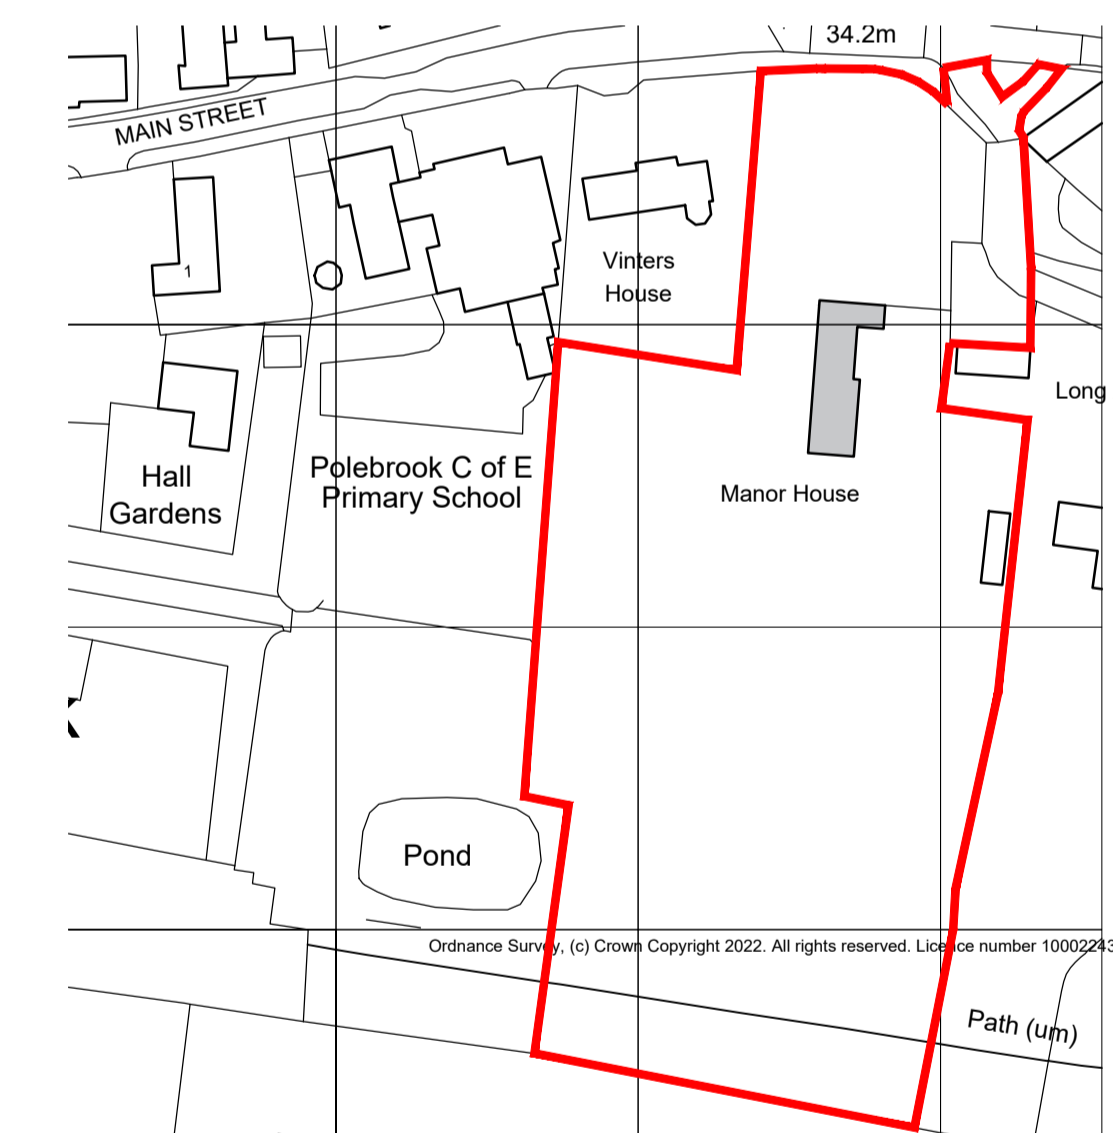 34.2m
MAIN STREET
1
Vinters
House
Long
Polebrook C of E
Primary School
Hall
Gardens
Manor House
Pond
Ordnance Survey, (c) Crown Copyright 2022. All rights reserved. Licence number 10002243
Path (um)